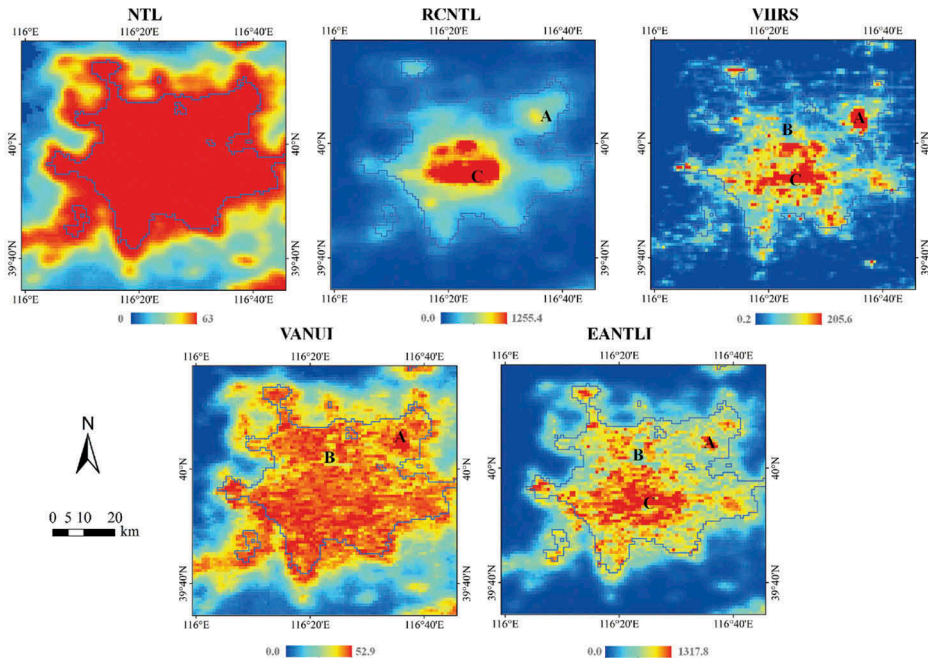 NTL RCNTL VIIRS
116°E 116°20'E 116°40'E 116°E 116°20'E 116°40'E 116°E 116°20'E 116°40'E
A A
B
40°N 40°N 40°N
C C
39°40'N 39°40'N 39°40'N
116°E 116°20'E 116°40'E 116°E 116°20'E 116°40'E 116°E 116°20'E 116°40'E
0 63 0.0 1255.4 0.2 205.6
VANUI EANTLI
116°E 116°20'E 116°40'E 116°E 116°20'E 116°40'E
N
A A
B B
40°N 40°N
C
0 5 10 20
km
39°40'N 39°40'N
116°E 116°20'E 116°40'E 116°E 116°20'E 116°40'E
0.0 52.9 0.0 1317.8